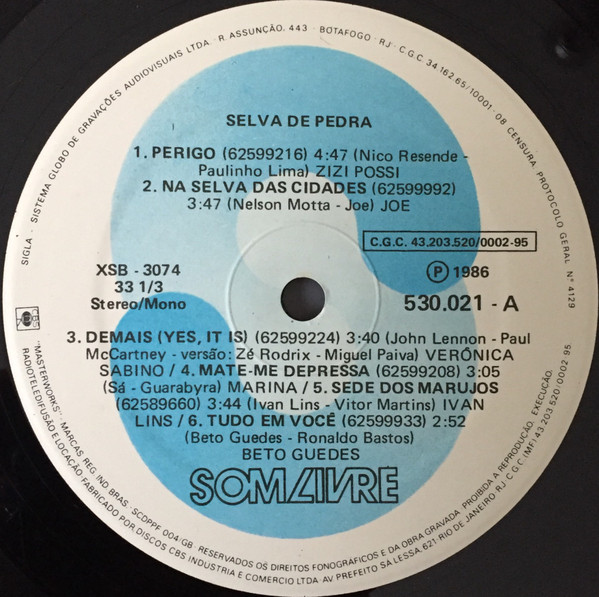 SIGLA - SISTEMA GLOBO DE GRAVAÇÕES AUDIOVISUAIS LTDA. · R. ASSUNÇÃO, 443 - BOTAFOGO - RJ - C.G.C. 34.162.65/10001-08 CENSURA. PROTOCOLO GERAL N° 4129
SELVA DE PEDRA
1. PERIGO (62599216) 4:47 (Nico Resende -
Paulinho Lima) ZIZI POSSI
2. NA SELVA DAS CIDADES (62599992)
3:47 (Nelson Motta - Joe) JOE
C.G.C. 43.203.520/0002-95
XSB - 3074
33 1/3
Stereo/Mono
P 1986
530.021 - A
3. DEMAIS (YES, IT IS) (62599224) 3:40 (John Lennon - Paul
McCartney - versão: Zé Rodrix - Miguel Paiva) VERÔNICA
SABINO / 4. MATE-ME DEPRESSA (62599208) 3:05
(Sá - Guarabyra) MARINA / 5. SEDE DOS MARUJOS
(62589660) 3:44 (Ivan Lins - Vitor Martins) IVAN
LINS / 6. TUDO EM VOCÊ (62599933) 2:52
(Beto Guedes - Ronaldo Bastos)
BETO GUEDES
SOMLIVRE
CBS
"MASTERWORKS". MARCAS REG. IND. BRAS. · SCDPPF 004/GB · RESERVADOS OS DIREITOS FONOGRÁFICOS E DA OBRA GRAVADA. PROIBIDA A REPRODUÇÃO, EXECUÇÃO,
RADIOTELEDIFUSÃO E LOCAÇÃO · FABRICADO POR DISCOS CBS INDUSTRIA E COMERCIO LTDA · AV PREFEITO SÁ LESSA, 621 - RIO DE JANEIRO RJ - C.G.C.(MF) 43.203.520/0002 95